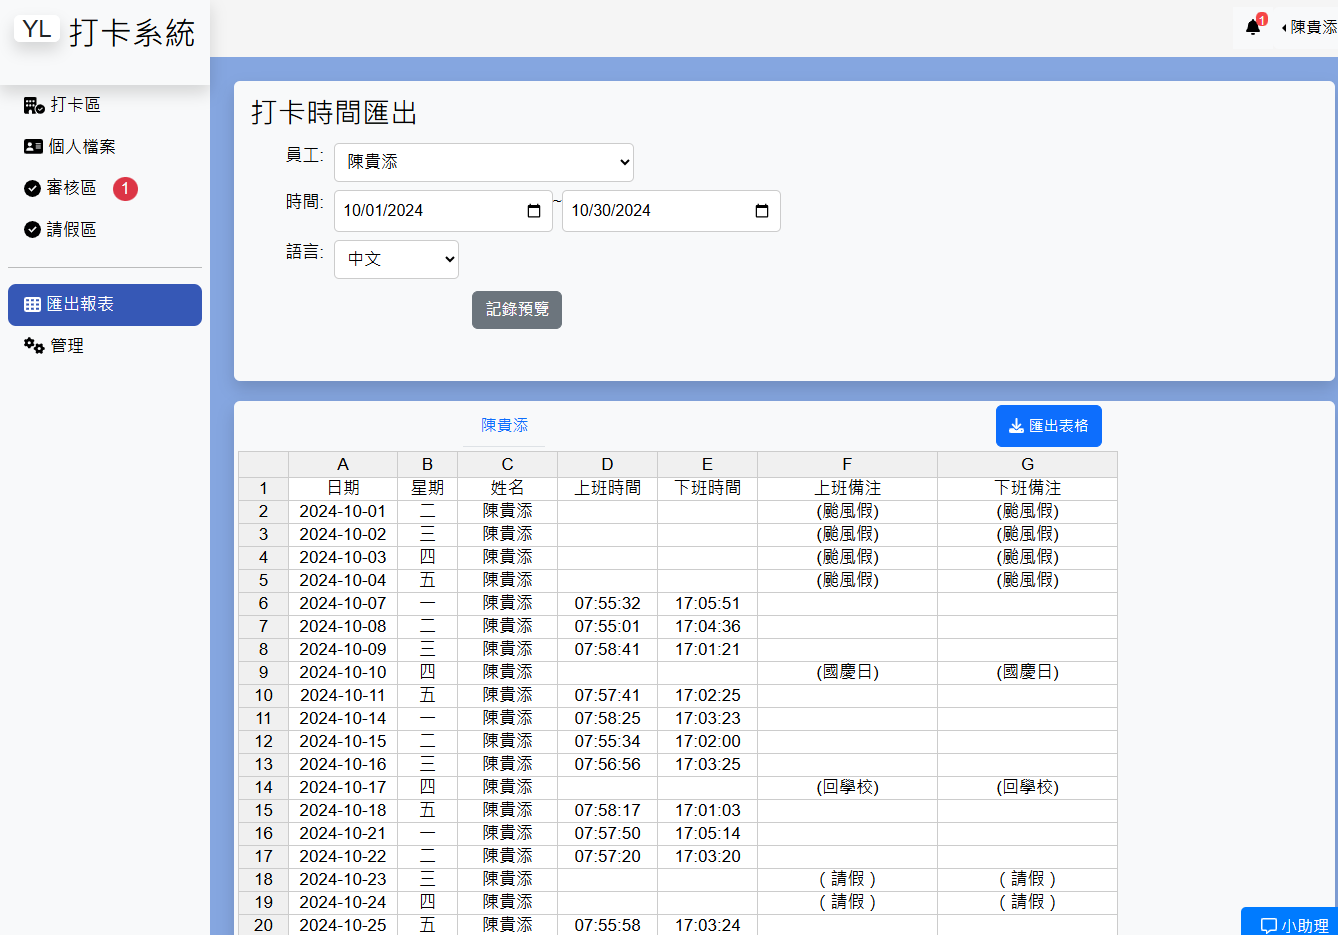 YL 打卡系統
1
陳貴添
打卡區
個人檔案
審核區 1
請假區
匯出報表
管理
打卡時間匯出
員工: 陳貴添
時間: 10/01/2024 ~ 10/30/2024
語言: 中文
記錄預覽
陳貴添 匯出表格
A B C D E F G
1 日期 星期 姓名 上班時間 下班時間 上班備注 下班備注
2 2024-10-01 二 陳貴添 (颱風假) (颱風假)
3 2024-10-02 三 陳貴添 (颱風假) (颱風假)
4 2024-10-03 四 陳貴添 (颱風假) (颱風假)
5 2024-10-04 五 陳貴添 (颱風假) (颱風假)
6 2024-10-07 一 陳貴添 07:55:32 17:05:51
7 2024-10-08 二 陳貴添 07:55:01 17:04:36
8 2024-10-09 三 陳貴添 07:58:41 17:01:21
9 2024-10-10 四 陳貴添 (國慶日) (國慶日)
10 2024-10-11 五 陳貴添 07:57:41 17:02:25
11 2024-10-14 一 陳貴添 07:58:25 17:03:23
12 2024-10-15 二 陳貴添 07:55:34 17:02:00
13 2024-10-16 三 陳貴添 07:56:56 17:03:25
14 2024-10-17 四 陳貴添 (回學校) (回學校)
15 2024-10-18 五 陳貴添 07:58:17 17:01:03
16 2024-10-21 一 陳貴添 07:57:50 17:05:14
17 2024-10-22 二 陳貴添 07:57:20 17:03:20
18 2024-10-23 三 陳貴添 ( 請假 ) ( 請假 )
19 2024-10-24 四 陳貴添 ( 請假 ) ( 請假 )
20 2024-10-25 五 陳貴添 07:55:58 17:03:24
小助理